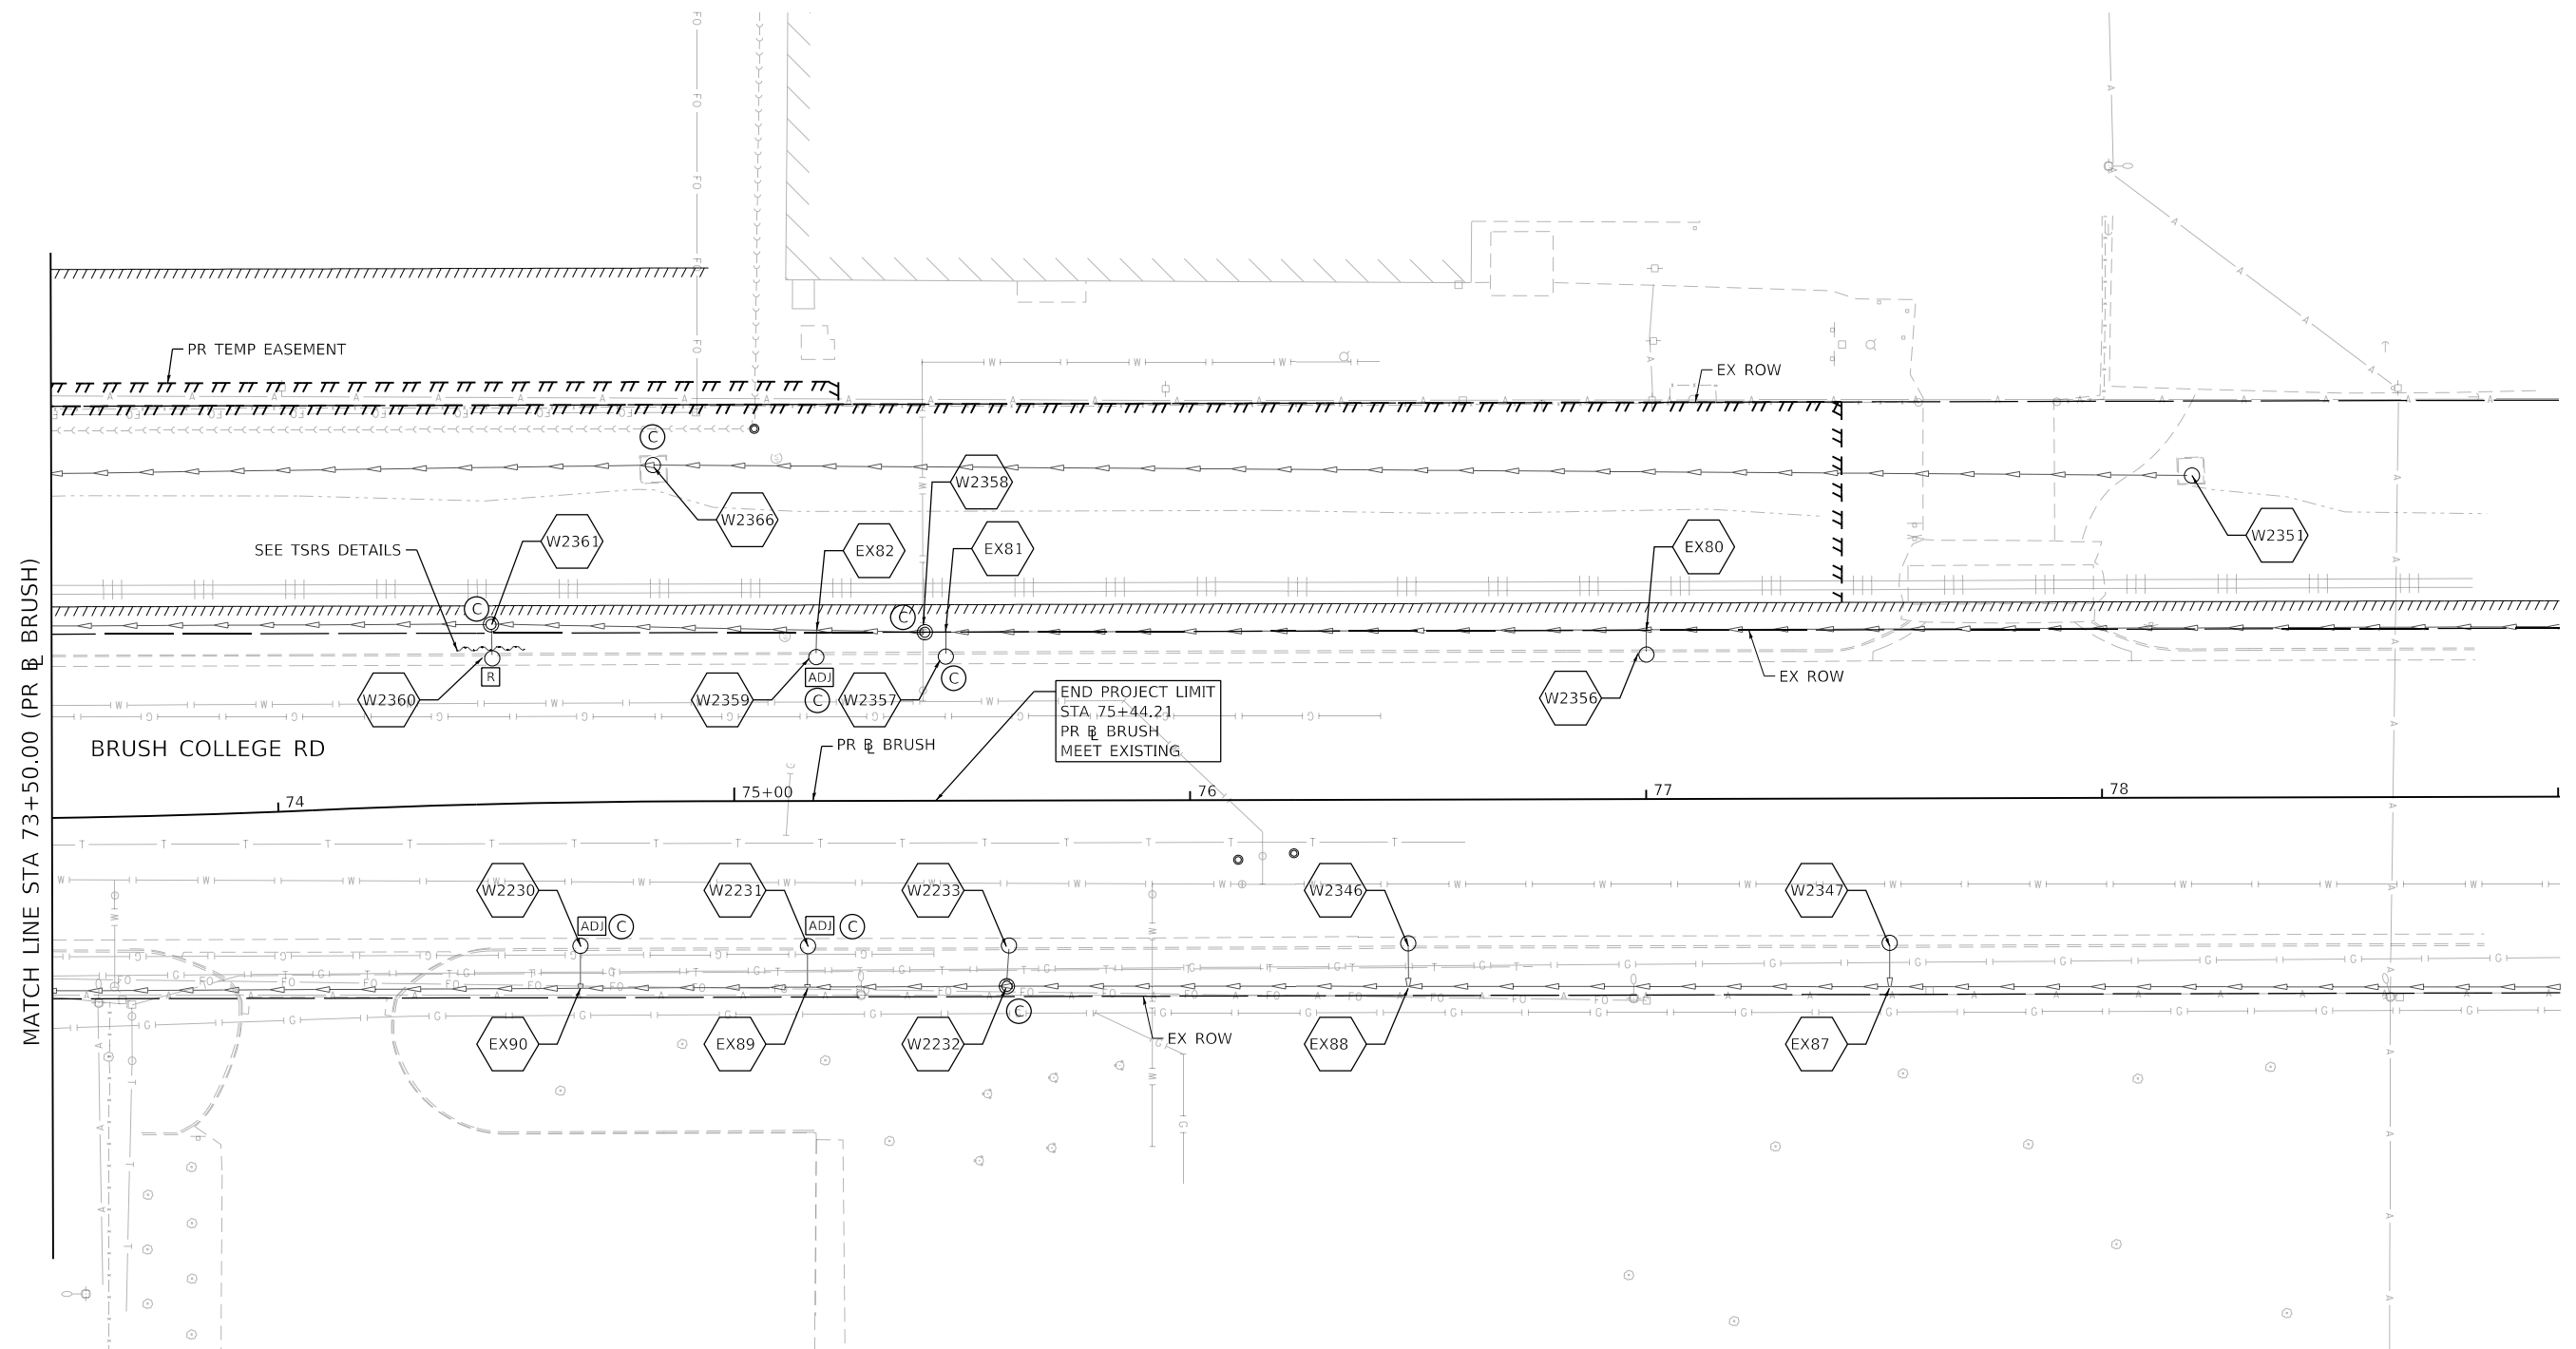 PR TEMP EASEMENT
EX ROW
C
W2358
W2366
W2361
EX82
EX81
EX80
W2351
SEE TSRS DETAILS
C
C
R
ADJ
C
C
W2360
W2359
W2357
W2356
EX ROW
END PROJECT LIMIT
STA 75+44.21
PR BL BRUSH
MEET EXISTING
BRUSH COLLEGE RD
PR BL BRUSH
MATCH LINE STA 73+50.00 (PR BL BRUSH)
74
75+00
76
77
78
W2230
W2231
W2233
W2346
W2347
ADJ
C
ADJ
C
C
EX ROW
EX90
EX89
W2232
EX88
EX87